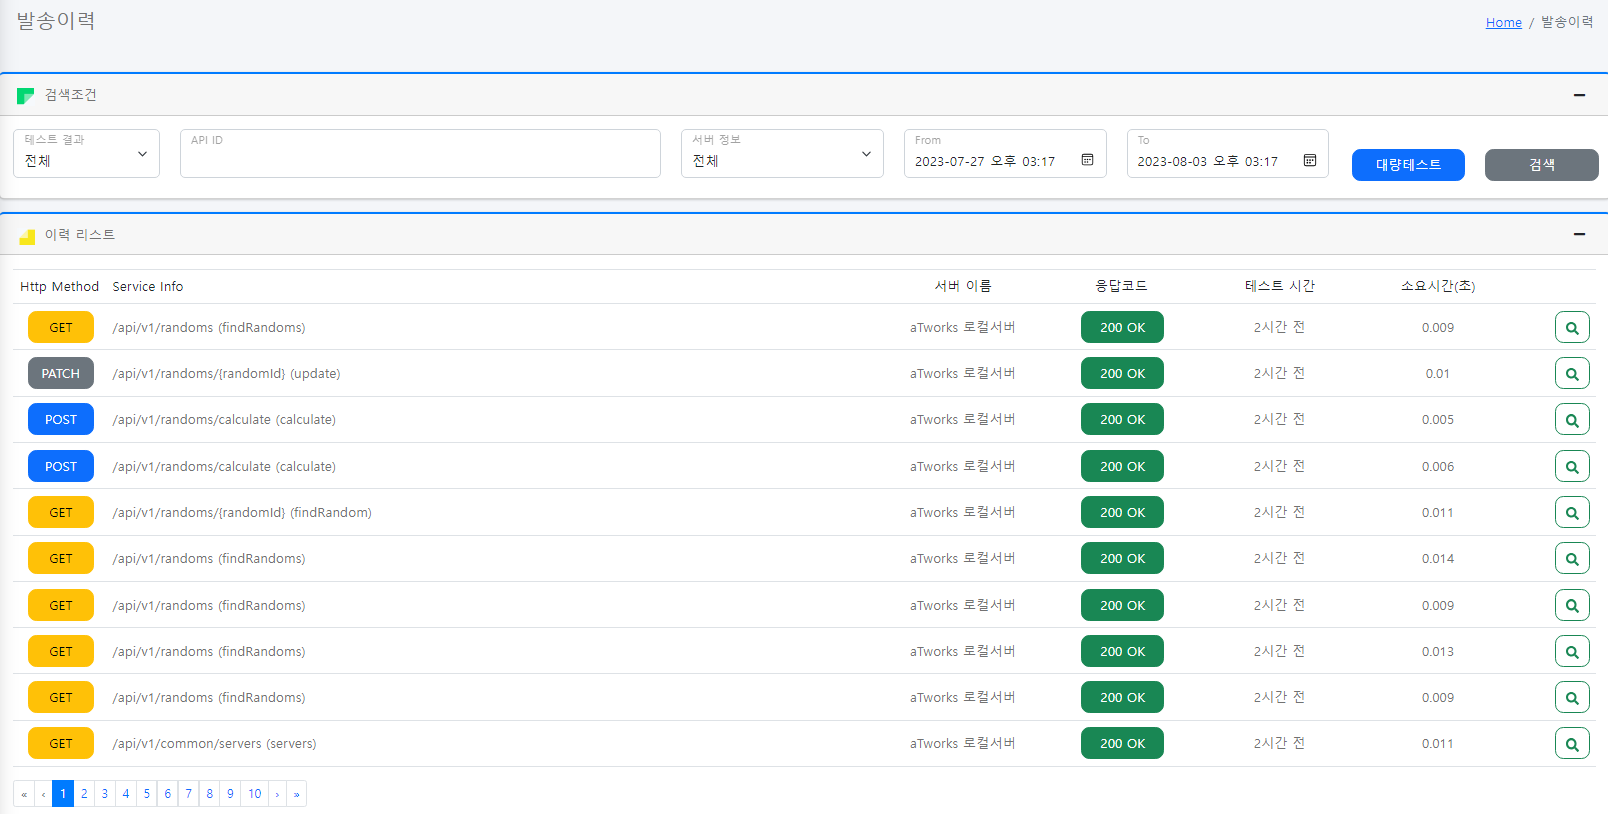 발송이력
Home / 발송이력
검색조건
테스트 결과
전체
API ID
서버 정보
전체
From
2023-07-27 오후 03:17
To
2023-08-03 오후 03:17
대량테스트
검색
이력 리스트
Http Method Service Info 서버 이름 응답코드 테스트 시간 소요시간(초)
GET /api/v1/randoms (findRandoms) aTworks 로컬서버 200 OK 2시간 전 0.009
PATCH /api/v1/randoms/{randomId} (update) aTworks 로컬서버 200 OK 2시간 전 0.01
POST /api/v1/randoms/calculate (calculate) aTworks 로컬서버 200 OK 2시간 전 0.005
POST /api/v1/randoms/calculate (calculate) aTworks 로컬서버 200 OK 2시간 전 0.006
GET /api/v1/randoms/{randomId} (findRandom) aTworks 로컬서버 200 OK 2시간 전 0.011
GET /api/v1/randoms (findRandoms) aTworks 로컬서버 200 OK 2시간 전 0.014
GET /api/v1/randoms (findRandoms) aTworks 로컬서버 200 OK 2시간 전 0.009
GET /api/v1/randoms (findRandoms) aTworks 로컬서버 200 OK 2시간 전 0.013
GET /api/v1/randoms (findRandoms) aTworks 로컬서버 200 OK 2시간 전 0.009
GET /api/v1/common/servers (servers) aTworks 로컬서버 200 OK 2시간 전 0.011
« ‹ 1 2 3 4 5 6 7 8 9 10 › »